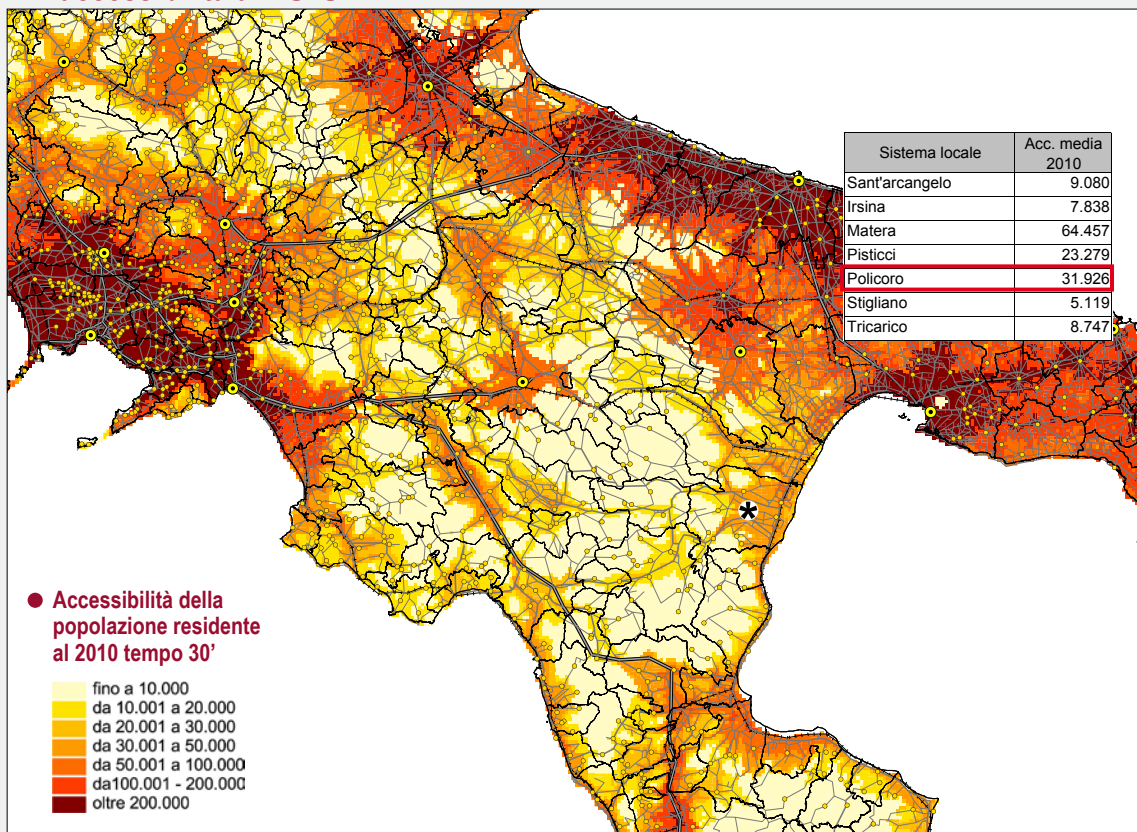 Sistema locale Acc. media 2010
Sant'arcangelo 9.080
Irsina 7.838
Matera 64.457
Pisticci 23.279
Policoro 31.926
Stigliano 5.119
Tricarico 8.747
*
Accessibilità della
popolazione residente
al 2010 tempo 30’
fino a 10.000
da 10.001 a 20.000
da 20.001 a 30.000
da 30.001 a 50.000
da 50.001 a 100.000
da100.001 - 200.000
oltre 200.000